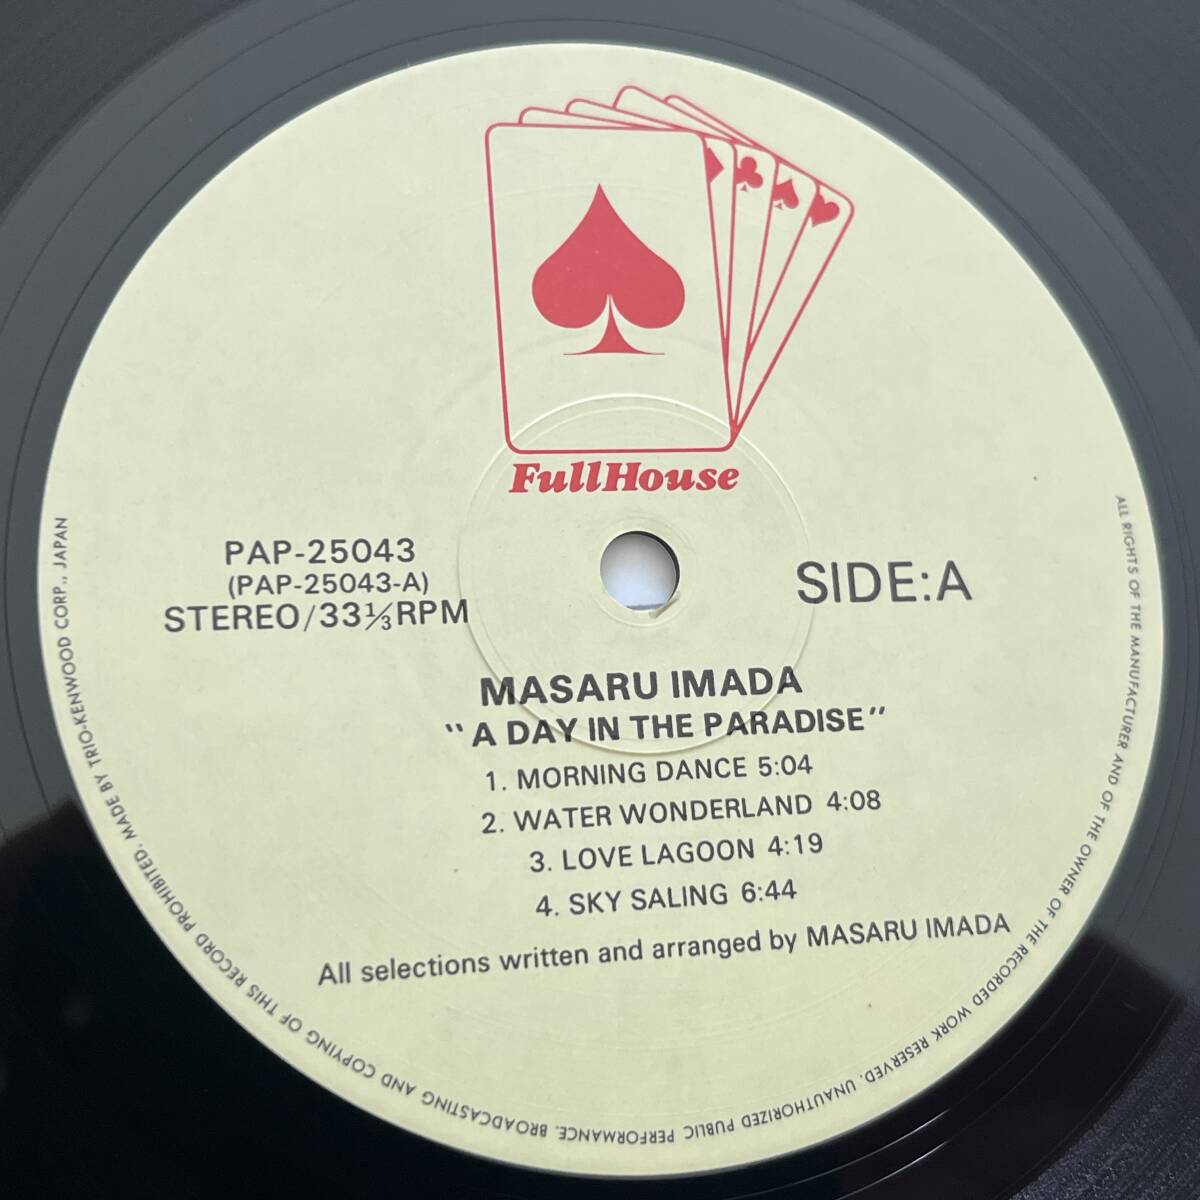 FullHouse
PAP-25043
(PAP-25043-A)
STEREO/33⅓RPM
SIDE:A
MASARU IMADA
"A DAY IN THE PARADISE"
1. MORNING DANCE 5:04
2. WATER WONDERLAND 4:08
3. LOVE LAGOON 4:19
4. SKY SALING 6:44
All selections written and arranged by MASARU IMADA
ALL RIGHTS OF THE MANUFACTURER AND OF THE OWNER OF THE RECORDED WORK RESERVED. UNAUTHORIZED PUBLIC PERFORMANCE. BROADCASTING AND COPYING OF THIS RECORD PROHIBITED. MADE BY TRIO-KENWOOD CORP., JAPAN